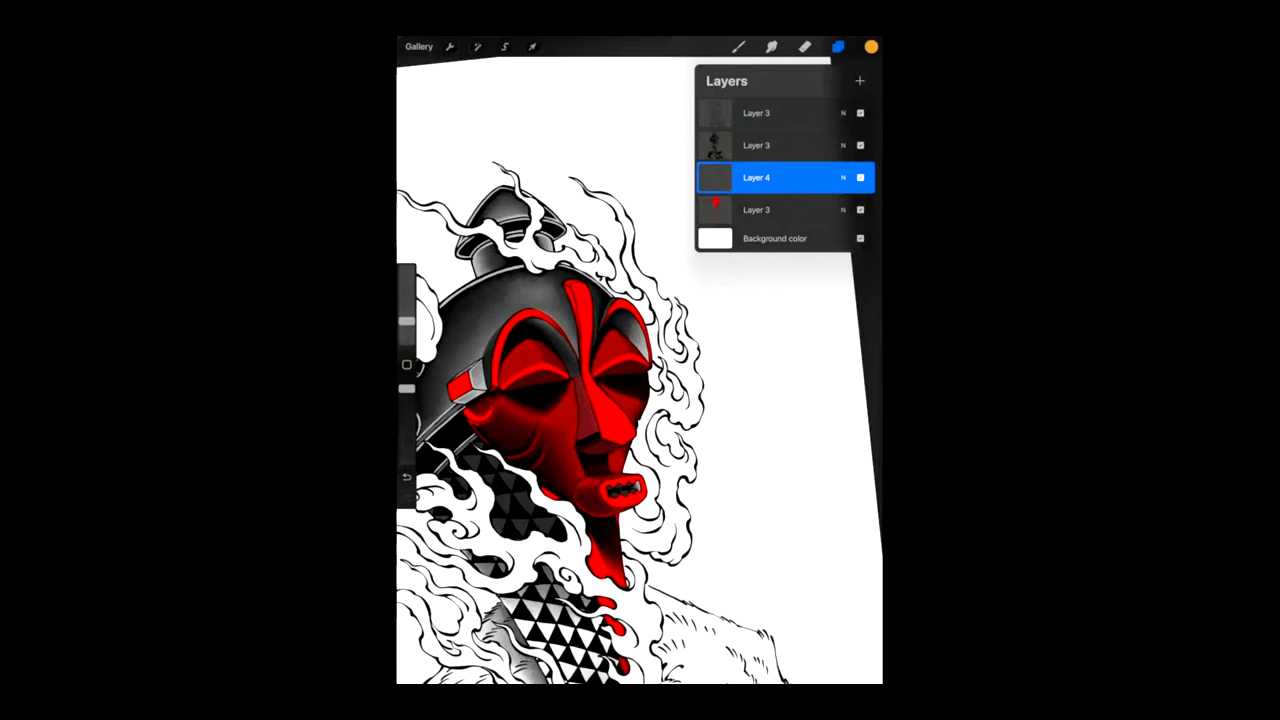 Gallery
Layers
Layer 3 N
Layer 3 N
Layer 4 N
Layer 3 N
Background color